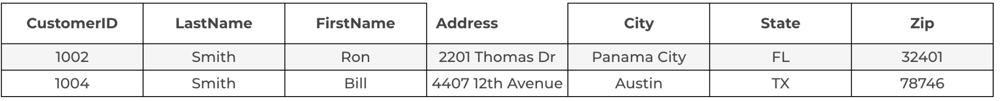 CustomerID LastName FirstName Address City State Zip
1002 Smith Ron 2201 Thomas Dr Panama City FL 32401
1004 Smith Bill 4407 12th Avenue Austin TX 78746